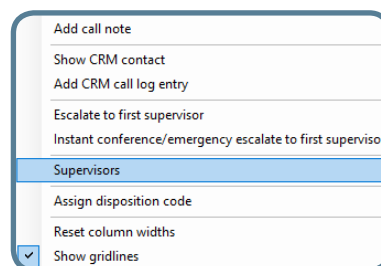 Add call note
Show CRM contact
Add CRM call log entry
Escalate to first supervisor
Instant conference/emergency escalate to first superviso
Supervisors
Assign disposition code
Reset column widths
Show gridlines